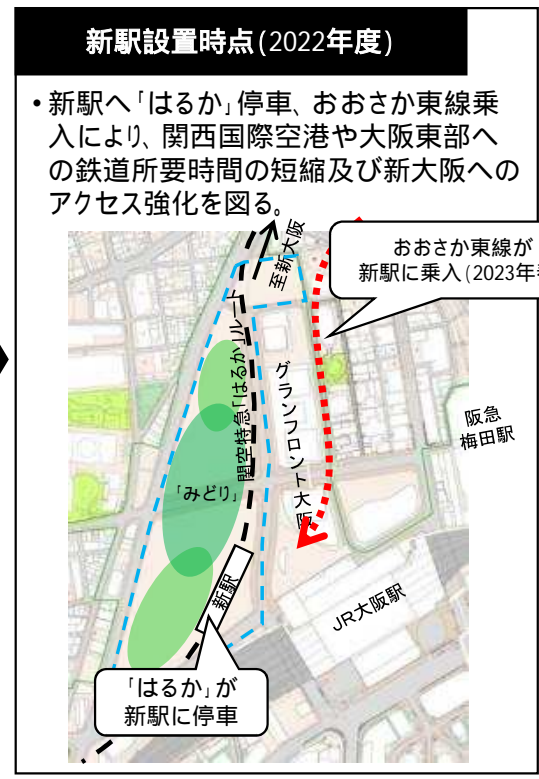 新駅設置時点(2022年度)
•新駅へ「はるか」停車、おおさか東線乗
入により、関西国際空港や大阪東部へ
の鉄道所要時間の短縮及び新大阪への
アクセス強化を図る。
至新大阪
おおさか東線が
新駅に乗入(2023年
関空特急「はるか」ルート
グランフロント大阪
阪急
梅田駅
「みどり」
新駅
JR大阪駅
「はるか」が
新駅に停車